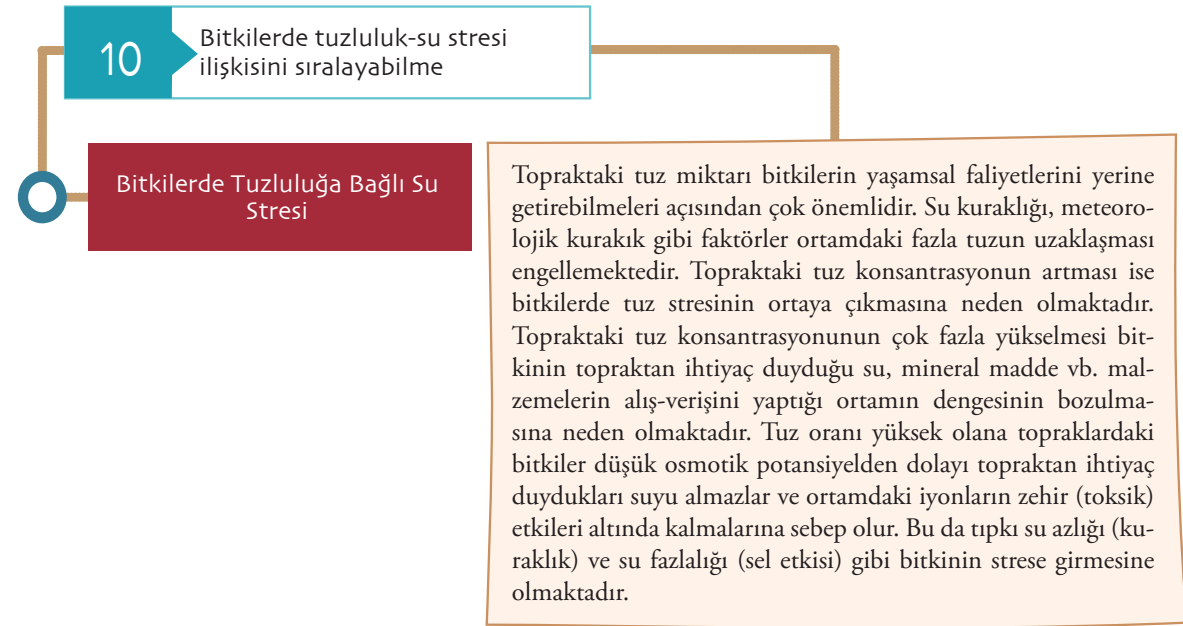 10
Bitkilerde tuzluluk-su stresi
ilişkisini sıralayabilme
Bitkilerde Tuzluluğa Bağlı Su
Stresi
Topraktaki tuz miktarı bitkilerin yaşamsal faliyetlerini yerine
getirebilmeleri açısından çok önemlidir. Su kuraklığı, meteoro-
lojik kurakık gibi faktörler ortamdaki fazla tuzun uzaklaşması
engellemektedir. Topraktaki tuz konsantrasyonun artması ise
bitkilerde tuz stresinin ortaya çıkmasına neden olmaktadır.
Topraktaki tuz konsantrasyonunun çok fazla yükselmesi bit-
kinin topraktan ihtiyaç duyduğu su, mineral madde vb. mal-
zemelerin alış-verişini yaptığı ortamın dengesinin bozulma-
sına neden olmaktadır. Tuz oranı yüksek olana topraklardaki
bitkiler düşük osmotik potansiyelden dolayı topraktan ihtiyaç
duydukları suyu almazlar ve ortamdaki iyonların zehir (toksik)
etkileri altında kalmalarına sebep olur. Bu da tıpkı su azlığı (ku-
raklık) ve su fazlalığı (sel etkisi) gibi bitkinin strese girmesine
olmaktadır.